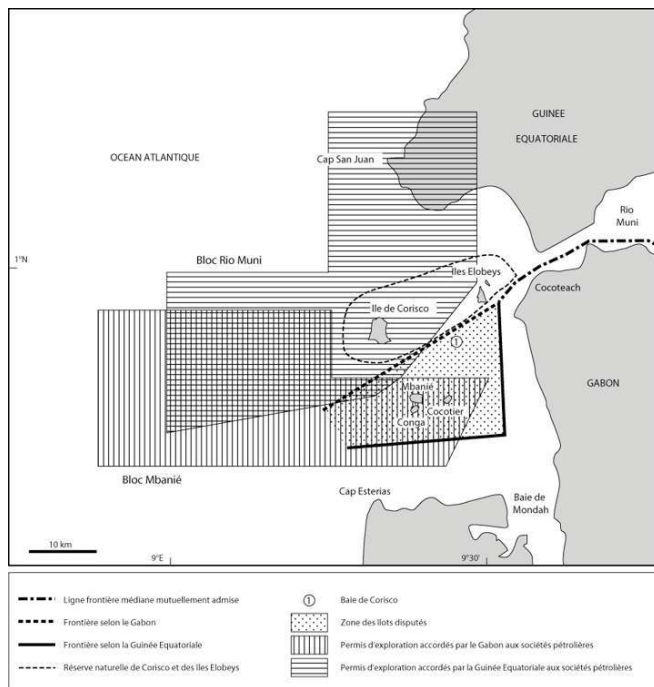 GUINEE
EQUATORIALE
OCEAN ATLANTIQUE
Cap San Juan
Rio
Muni
1°N
Bloc Rio Muni
Iles Elobeys
Cocoteach
Ile de Corisco
1
GABON
Mbanié
Cocotier
Conga
Bloc Mbanié
Cap Esterias
Baie de
Mondah
10 km
9°E
9°30'
Ligne frontière médiane mutuellement admise
Frontière selon le Gabon
Frontière selon la Guinée Equatoriale
Réserve naturelle de Corisco et des Iles Elobeys
1 Baie de Corisco
Zone des îlots disputés
Permis d'exploration accordés par le Gabon aux sociétés pétrolières
Permis d'exploration accordés par la Guinée Equatoriale aux sociétés pétrolières